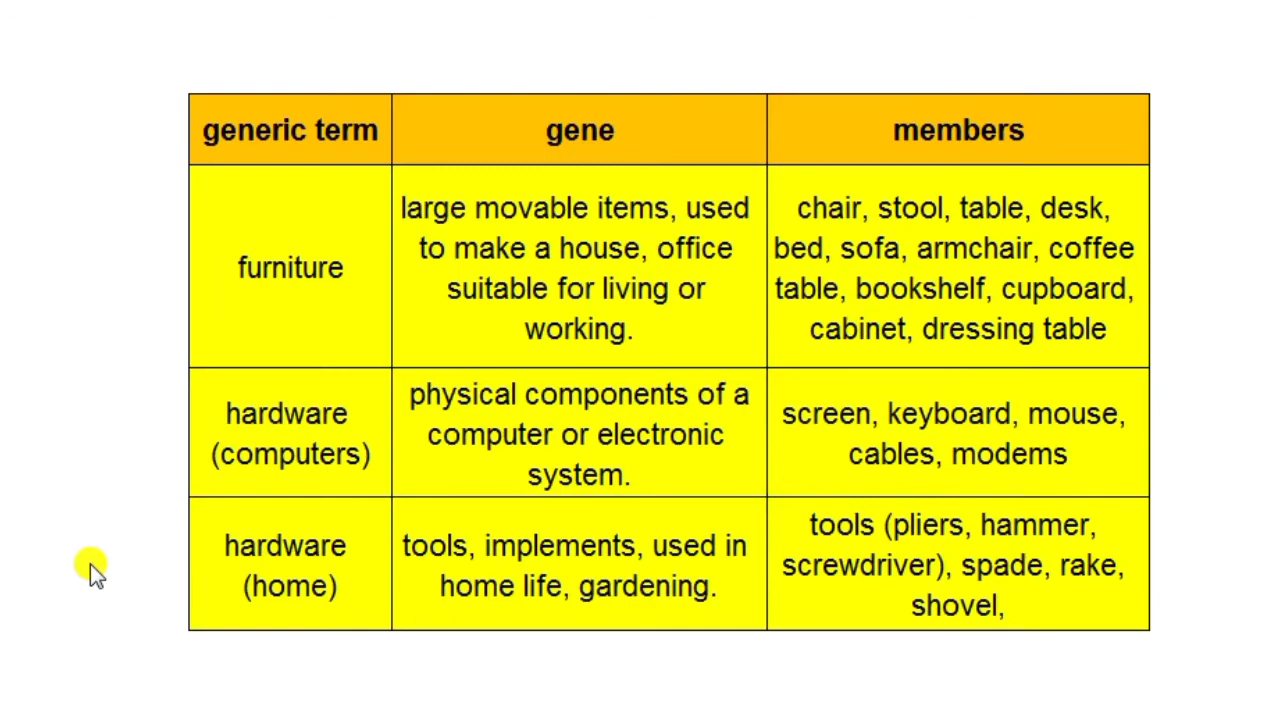 generic term
gene
members
furniture
large movable items, used
to make a house, office
suitable for living or
working.
chair, stool, table, desk,
bed, sofa, armchair, coffee
table, bookshelf, cupboard,
cabinet, dressing table
hardware
(computers)
physical components of a
computer or electronic
system.
screen, keyboard, mouse,
cables, modems
hardware
(home)
tools, implements, used in
home life, gardening.
tools (pliers, hammer,
screwdriver), spade, rake,
shovel,